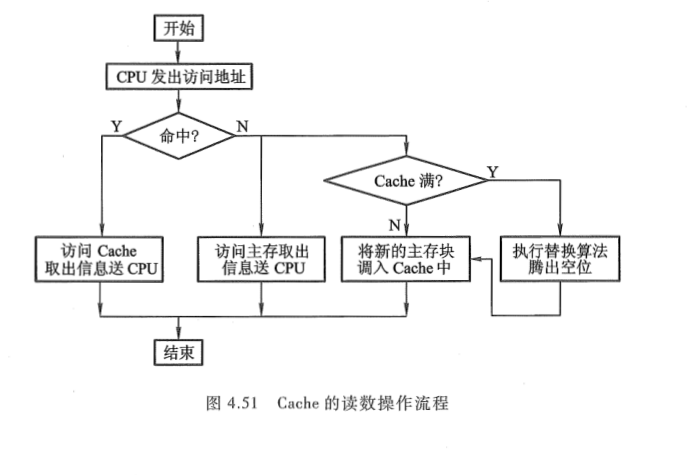 开始
CPU 发出访问地址
Y
命中?
N
Cache 满?
Y
N
访问 Cache
取出信息送 CPU
访问主存取出
信息送 CPU
将新的主存块
调入 Cache 中
执行替换算法
腾出空位
结束
图 4.51 Cache 的读数操作流程